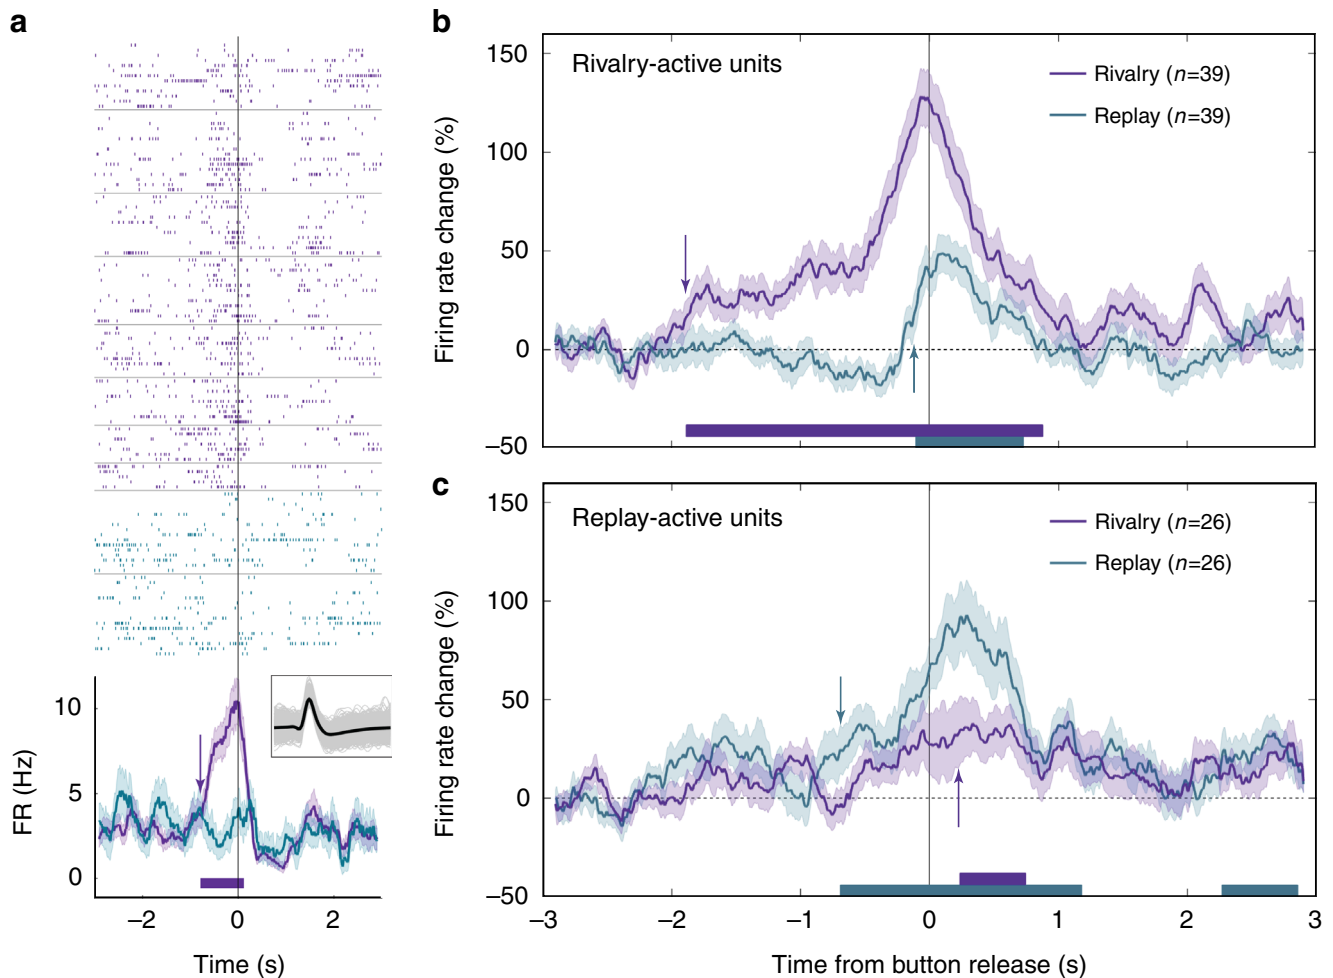 a
10
5
0
FR (Hz)
−2
0
2
Time (s)
b
150
100
50
0
−50
Firing rate change (%)
Rivalry-active units
Rivalry (n=39)
Replay (n=39)
c
150
100
50
0
−50
Firing rate change (%)
Replay-active units
Rivalry (n=26)
Replay (n=26)
−3
−2
−1
0
1
2
3
Time from button release (s)